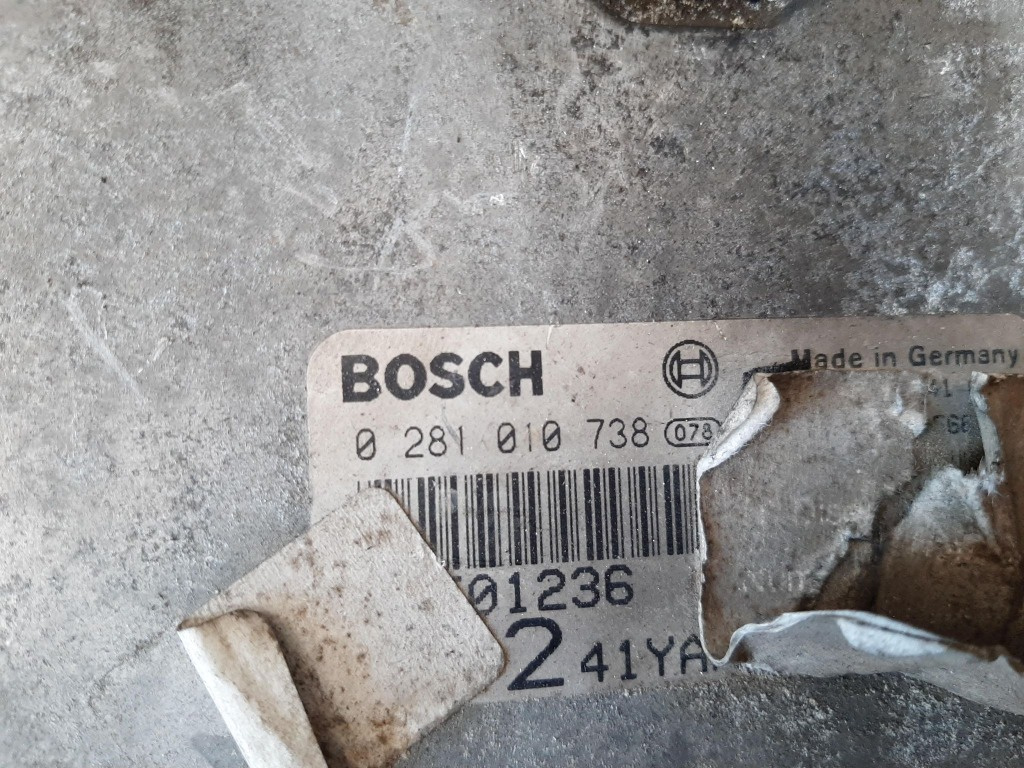 BOSCH
Made in Germany
0 281 010 738 078
01236
2 41YA